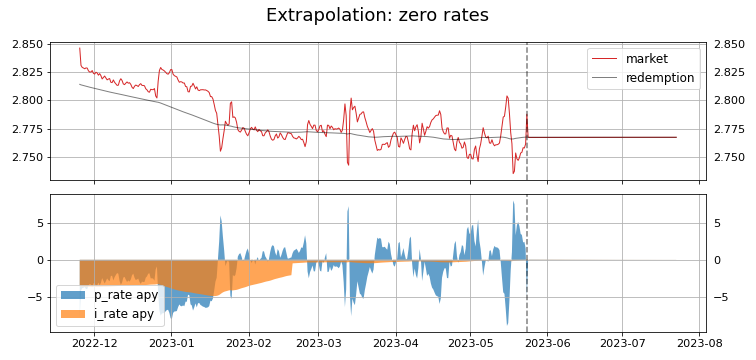 Extrapolation: zero rates
2.850
2.825
2.800
2.775
2.750
market
redemption
2.850
2.825
2.800
2.775
2.750
5
0
−5
p_rate apy
i_rate apy
5
0
−5
2022-12 2023-01 2023-02 2023-03 2023-04 2023-05 2023-06 2023-07 2023-08